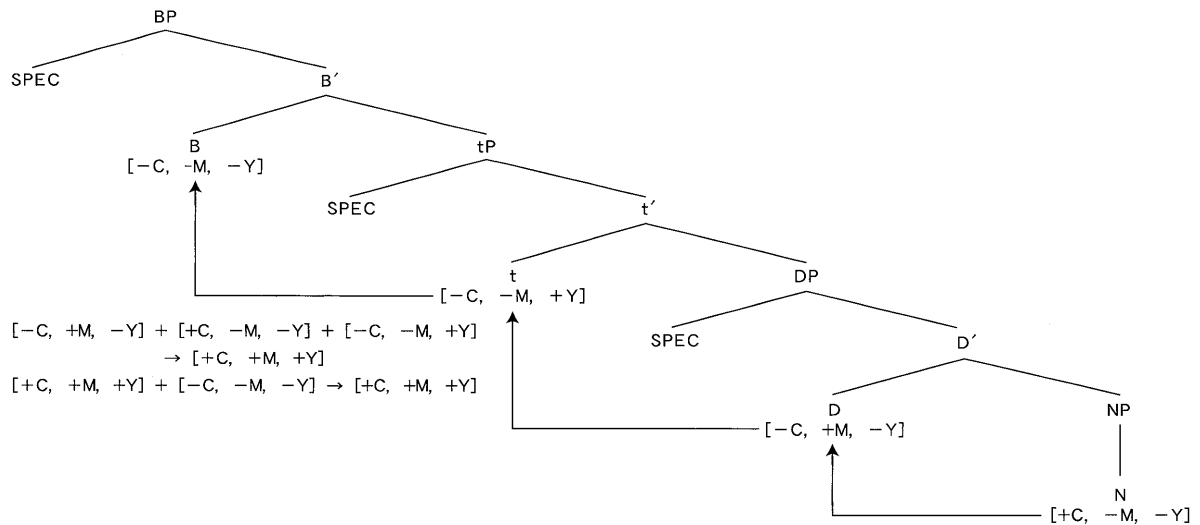 BP
SPEC
B′
B
[−C, −M, −Y]
tP
SPEC
t′
t
[−C, −M, +Y]
DP
[−C, +M, −Y] + [+C, −M, −Y] + [−C, −M, +Y]
→ [+C, +M, +Y]
[+C, +M, +Y] + [−C, −M, −Y] → [+C, +M, +Y]
SPEC
D′
D
[−C, +M, −Y]
NP
N
[+C, −M, −Y]